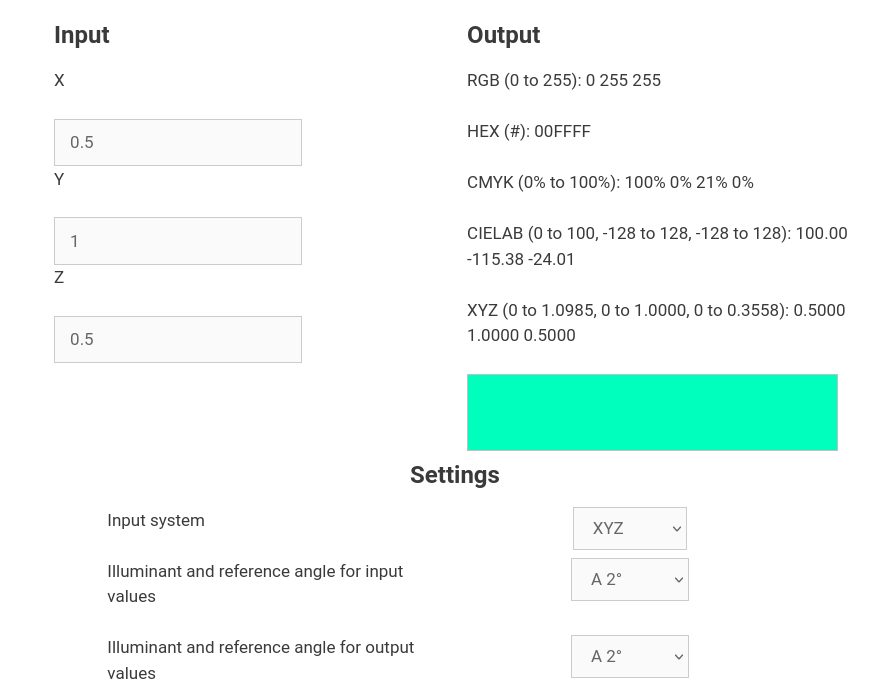 Input
X
0.5
Y
1
Z
0.5
Output
RGB (0 to 255): 0 255 255
HEX (#): 00FFFF
CMYK (0% to 100%): 100% 0% 21% 0%
CIELAB (0 to 100, -128 to 128, -128 to 128): 100.00
-115.38 -24.01
XYZ (0 to 1.0985, 0 to 1.0000, 0 to 0.3558): 0.5000
1.0000 0.5000
Settings
Input system
XYZ
Illuminant and reference angle for input
values
A 2°
Illuminant and reference angle for output
values
A 2°